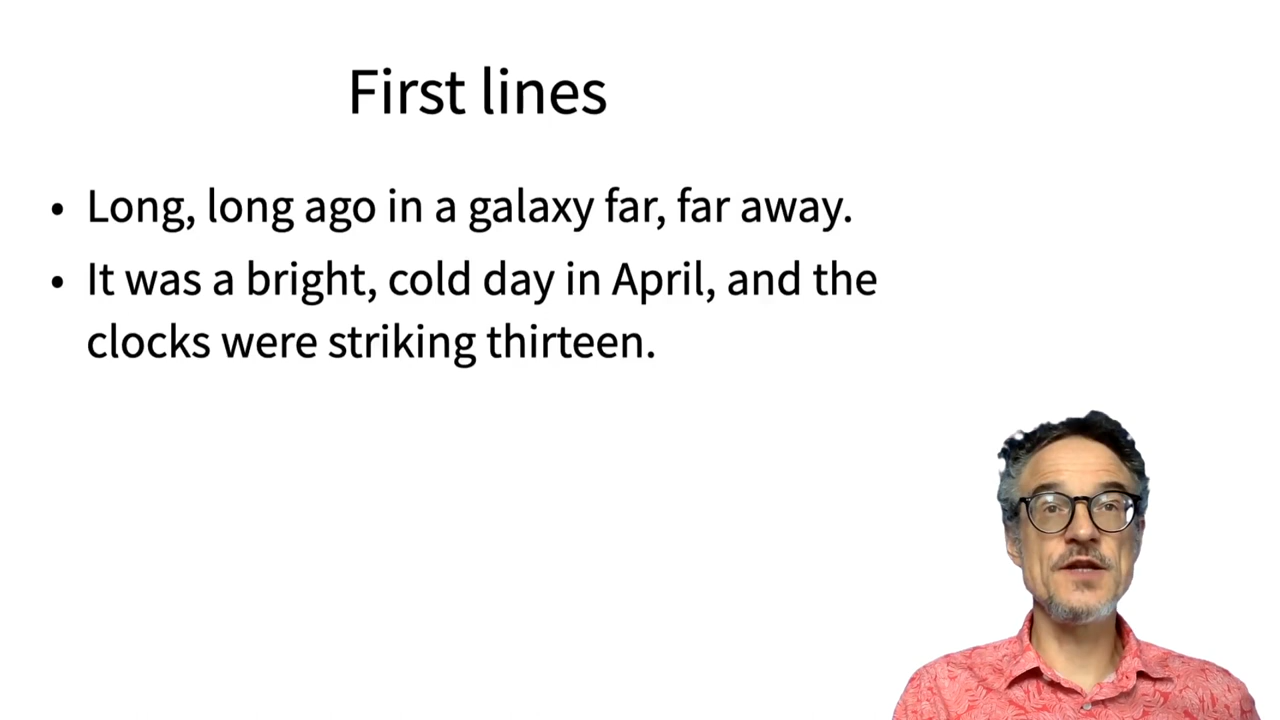 First lines
• Long, long ago in a galaxy far, far away.
• It was a bright, cold day in April, and the
clocks were striking thirteen.